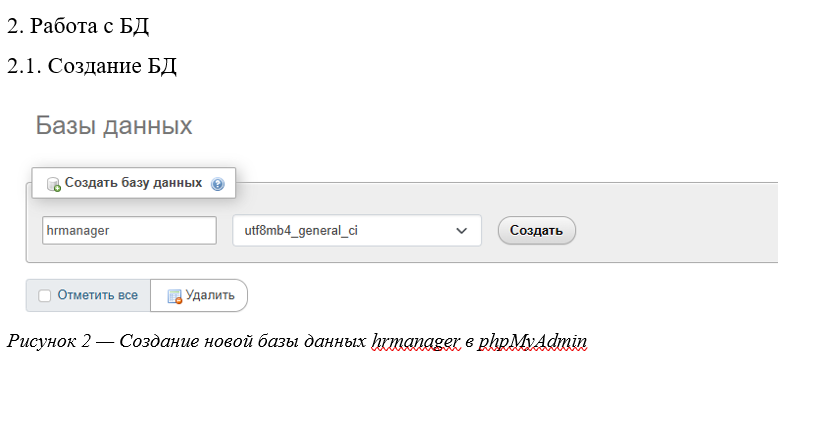 2. Работа с БД
2.1. Создание БД
Базы данных
Создать базу данных
hrmanager utf8mb4_general_ci Создать
Отметить все Удалить
Рисунок 2 — Создание новой базы данных hrmanager в phpMyAdmin